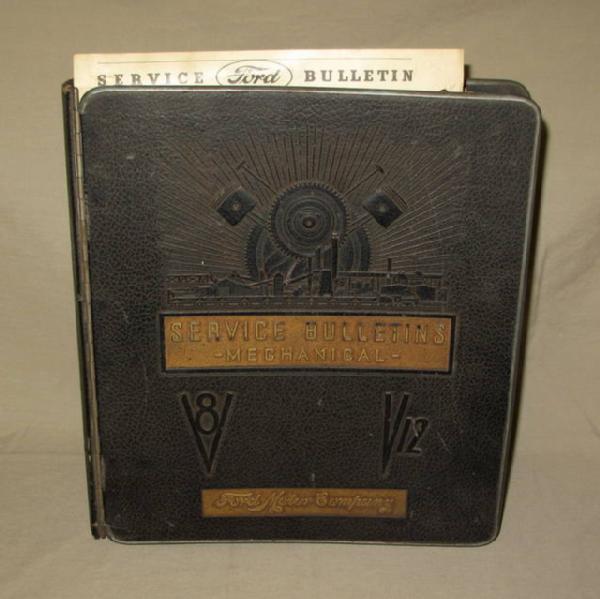 SERVICE Ford BULLETIN
SERVICE BULLETINS
-MECHANICAL-
V8 V12
Ford Motor Company